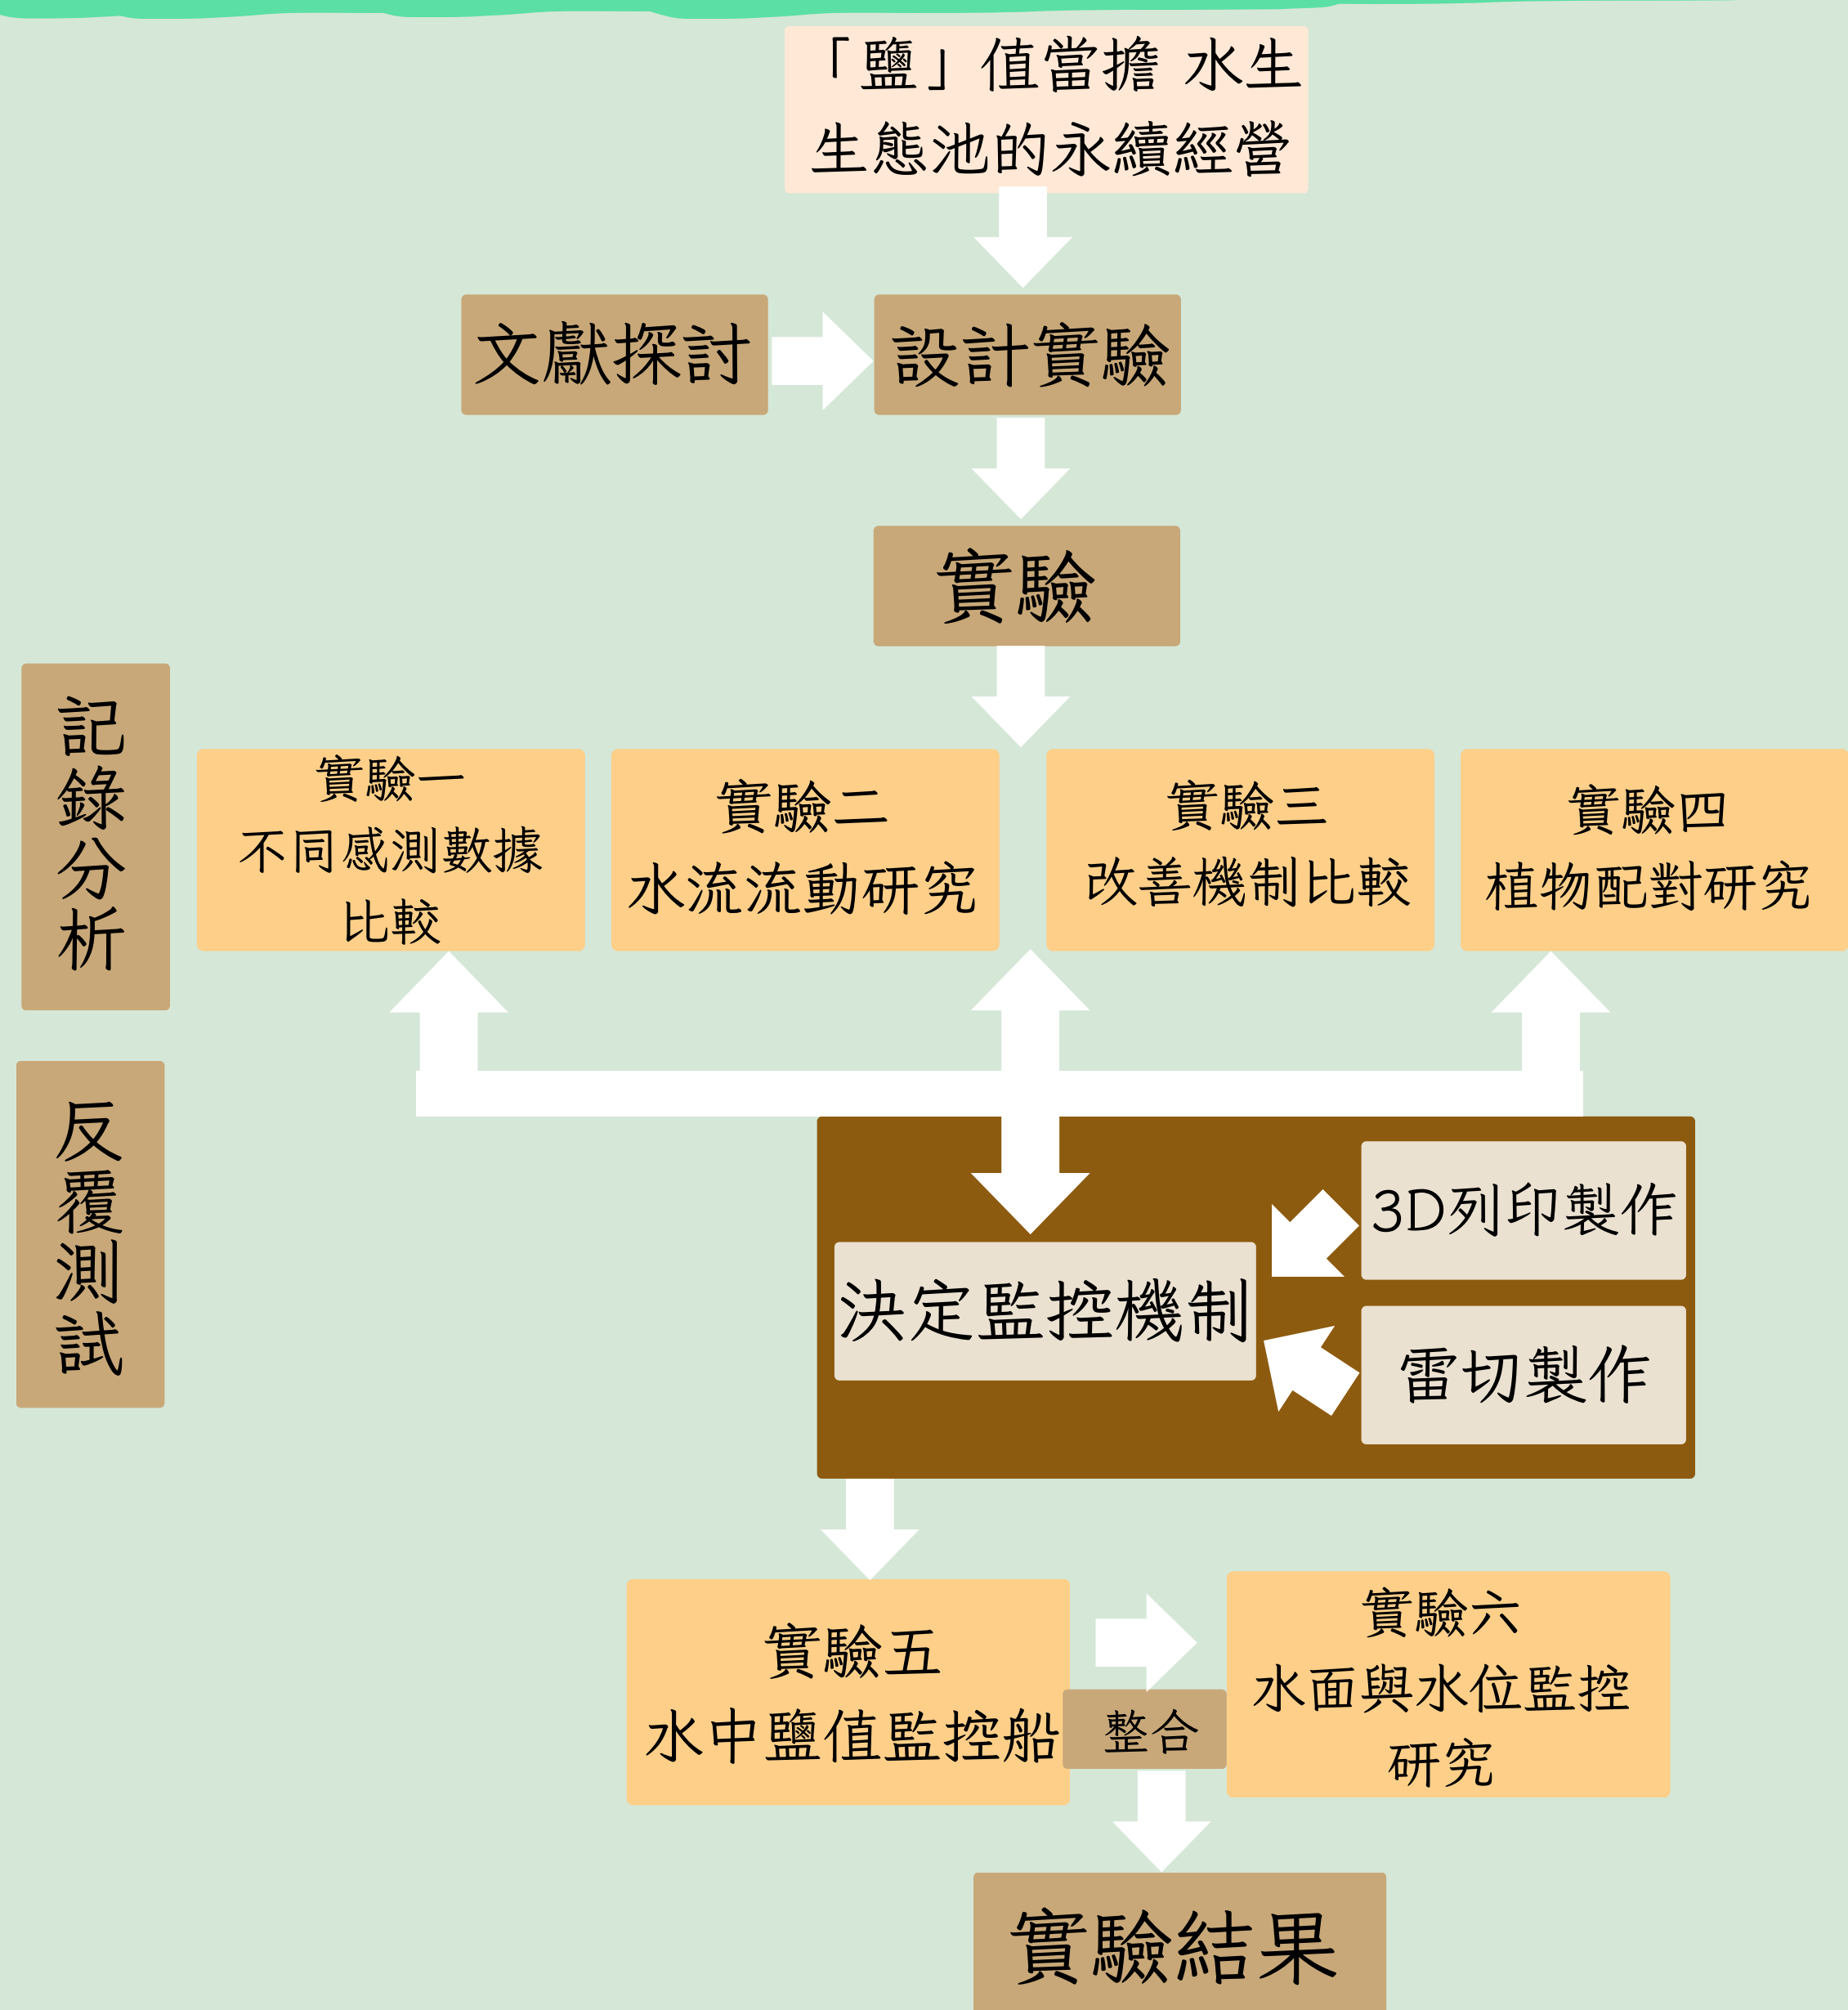 「鹽」值當擔 水生
生態池的永續經營
文獻探討
設計實驗
實驗
記錄分析
實驗一
不同感測數據
比較
實驗二
水流流動研究
實驗三
改善機制比較
實驗四
植物配對研究
反覆測試
決定監控機制
3D列印製作
雷切製作
實驗五
水中鹽值監控船
整合
實驗六
水面與水位監控
研究
實驗結果